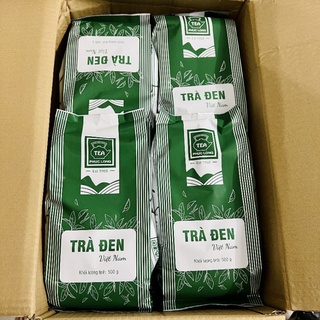 TRÀ ĐEN
Việt Nam
TRÀ ĐEN
Việt Nam
TEA
PHUC LONG
TEA
PHUC LONG
TRÀ ĐEN
Việt Nam
Khối lượng tịnh: 500 g
TRÀ ĐEN
Việt Nam
Khối lượng tịnh: 500 g